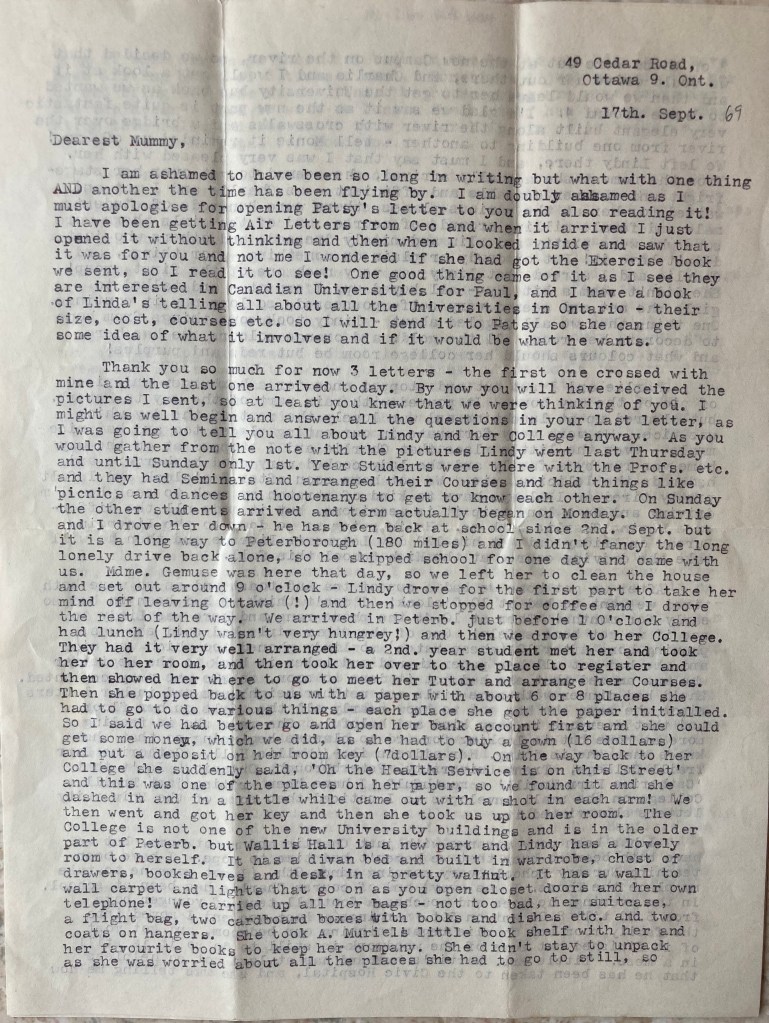 49 Cedar Road,
Ottawa 9. Ont.
17th. Sept. 69
Dearest Mummy,
I am ashamed to have been so long in writing but what with one thing
AND another the time has been flying by. I am doubly ashamed as I
must apologise for opening Patsy's letter to you and also reading it!
I have been getting Air Letters from Cec and when it arrived I just
opened it without thinking and then when I looked inside and saw that
it was for you and not me I wondered if she had got the Exercise book
we sent, so I read it to see! One good thing came of it as I see they
are interested in Canadian Universities for Paul, and I have a book
of Linda's telling all about all the Universities in Ontario - their
size, cost, courses etc. so I will send it to Patsy so she can get
some idea of what it involves and if it would be what he wants.
Thank you so much for now 3 letters - the first one crossed with
mine and the last one arrived today. By now you will have received the
pictures I sent, so at least you knew that we were thinking of you. I
might as well begin and answer all the questions in your last letter, as
I was going to tell you all about Lindy and her College anyway. As you
would gather from the note with the pictures Lindy went last Thursday
and until Sunday only 1st. Year Students were there with the Profs. etc.
and they had Seminars and arranged their Courses and had things like
picnics and dances and hootenanys to get to know each other. On Sunday
the other students arrived and term actually began on Monday. Charlie
and I drove her down - he has been back at school since 2nd. Sept. but
it is a long way to Peterborough (180 miles) and I didn't fancy the long
lonely drive back alone, so he skipped school for one day and came with
us. Mdme. Gemuse was here that day, so we left her to clean the house
and set out around 9 o'clock - Lindy drove for the first part to take her
mind off leaving Ottawa (!) and then we stopped for coffee and I drove
the rest of the way. We arrived in Peterb. just before 1 O'clock and
had lunch (Lindy wasn't very hungrey!) and then we drove to her College.
They had it very well arranged - a 2nd. year student met her and took
her to her room, and then took her over to the place to register and
then showed her where to go to meet her Tutor and arrange her Courses.
Then she popped back to us with a paper with about 6 or 8 places she
had to go to do various things - each place she got the paper initialled.
So I said we had better go and open her bank account first and she could
get some money, which we did, as she had to buy a gown (16 dollars)
and put a deposit on her room key (7dollars). On the way back to her
College she suddenly said, 'Oh the Health Service is on this Street'
and this was one of the places on her paper, so we found it and she
dashed in and in a little while came out with a shot in each arm! We
then went and got her key and then she took us up to her room. The
College is not one of the new University buildings and is in the older
part of Peterb. but Wallis Hall is a new part and Lindy has a lovely
room to herself. It has a divan bed and built in wardrobe, chest of
drawers, bookshelves and desk, in a pretty walnut. It has a wall to
wall carpet and lights that go on as you open closet doors and her own
telephone! We carried up all her bags - not too bad, her suitcase,
a flight bag, two cardboard boxes with books and dishes etc. and two
coats on hangers. She took A. Muriels little book shelf with her and
her favourite books to keep her company. She didn't stay to unpack
as she was worried about all the places she had to go to still, so